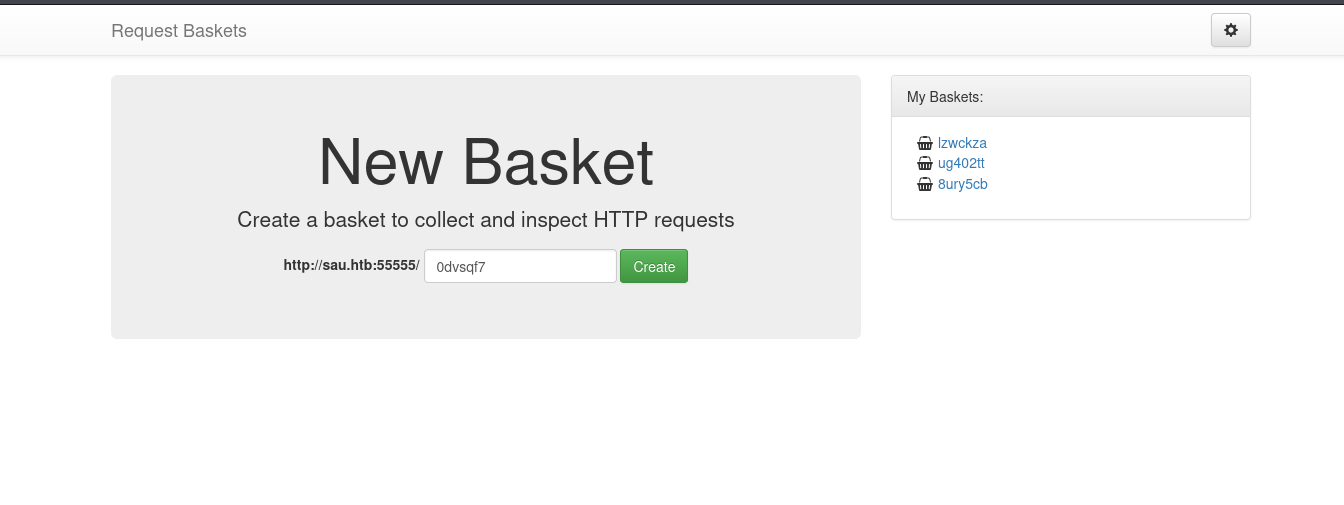 Request Baskets
New Basket
Create a basket to collect and inspect HTTP requests
http://sau.htb:55555/ 0dvsqf7 Create
My Baskets:
lzwckza
ug402tt
8ury5cb